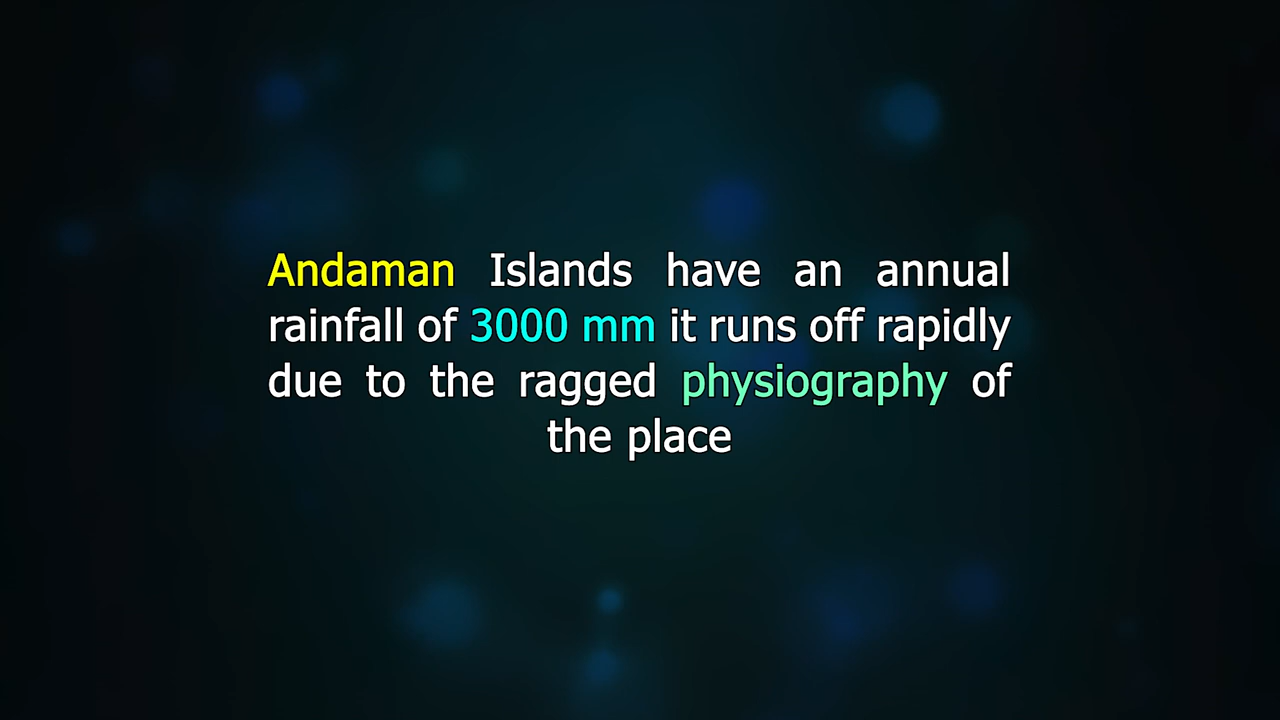 Andaman Islands have an annual
rainfall of 3000 mm it runs off rapidly
due to the ragged physiography of
the place